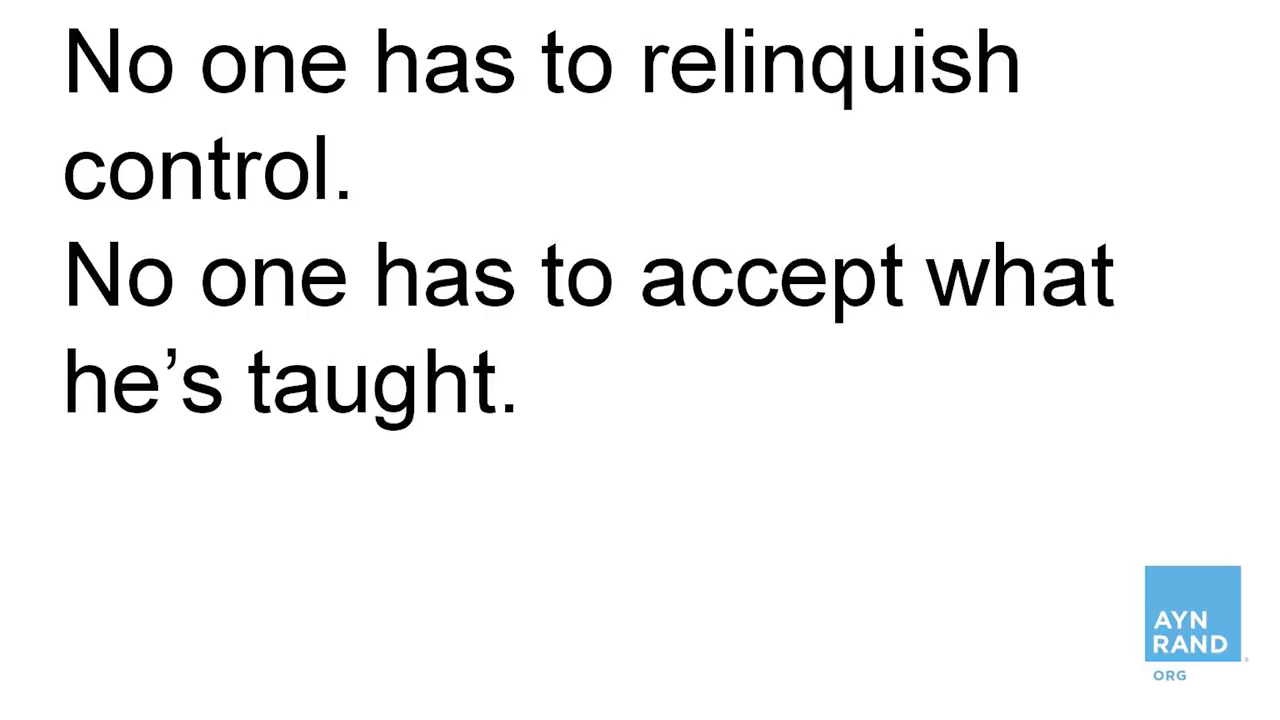 No one has to relinquish
control.
No one has to accept what
he’s taught.
AYN
RAND
ORG